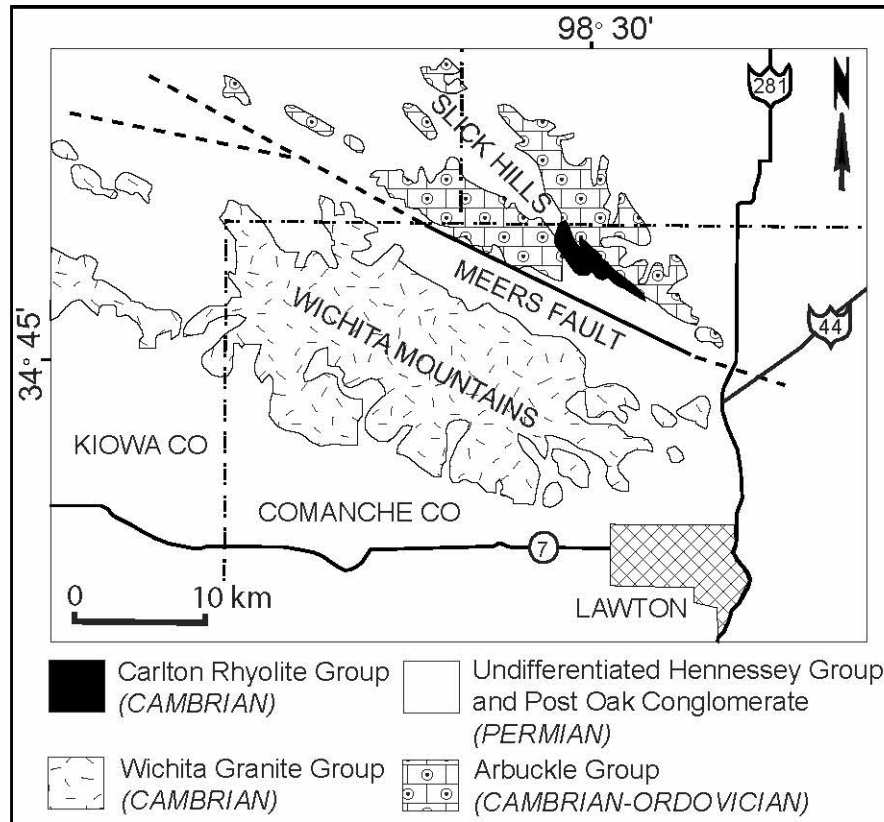 98° 30'
281
N
SLICK HILLS
MEERS FAULT
44
34° 45'
WICHITA MOUNTAINS
KIOWA CO
COMANCHE CO
7
0 10 km
LAWTON
Carlton Rhyolite Group
(CAMBRIAN)
Undifferentiated Hennessey Group
and Post Oak Conglomerate
(PERMIAN)
Wichita Granite Group
(CAMBRIAN)
Arbuckle Group
(CAMBRIAN-ORDOVICIAN)